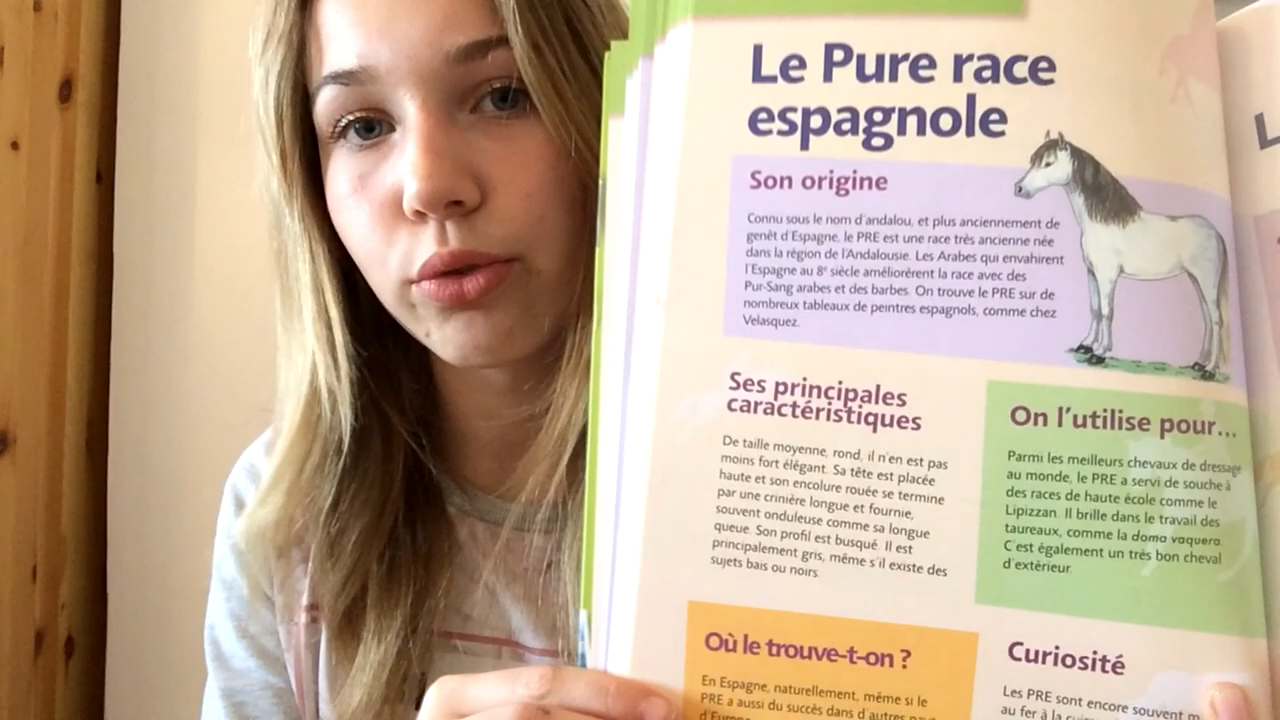 Le Pure race
espagnole
Son origine
Connu sous le nom d'andalou, et plus anciennement de
genêt d'Espagne, le PRE est une race très ancienne née
dans la région de l'Andalousie. Les Arabes qui envahirent
l'Espagne au 8e siècle améliorèrent la race avec des
Pur-Sang arabes et des barbes. On trouve le PRE sur de
nombreux tableaux de peintres espagnols, comme chez
Velasquez.
Ses principales
caractéristiques
De taille moyenne, rond, il n'en est pas
moins fort élégant. Sa tête est placée
haute et son encolure rouée se termine
par une crinière longue et fournie,
souvent onduleuse comme sa longue
queue. Son profil est busqué. Il est
principalement gris, même s'il existe des
sujets bais ou noirs.
On l'utilise pour...
Parmi les meilleurs chevaux de dressage
au monde, le PRE a servi de souche à
des races de haute école comme le
Lipizzan. Il brille dans le travail des
taureaux, comme la doma vaquera.
C'est également un très bon cheval
d'extérieur.
Où le trouve-t-on ?
En Espagne, naturellement, même si le
PRE a aussi du succès dans d'autres
Curiosité
Les PRE sont encore souvent
au fer à la
L